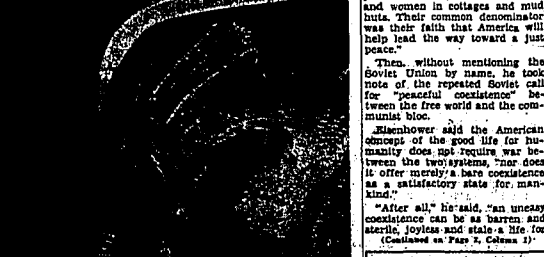 and women in cottages and mud
huts. Their common denominator
was their faith that America will
help lead the way toward a just
peace."
Then, without mentioning the
Soviet Union by name, he took
note of the repeated Soviet call
for "peaceful coexistence" be-
tween the free world and the com-
munist bloc.
Eisenhower said the American
concept of the good life for hu-
manity does not require war be-
tween the two systems, "nor does
it offer merely a bare coexistence
as a satisfactory state for man-
kind."
"After all," he said, "an uneasy
coexistence can be as barren and
sterile, joyless and stale a life for
(Continued on Page 2, Column 1)